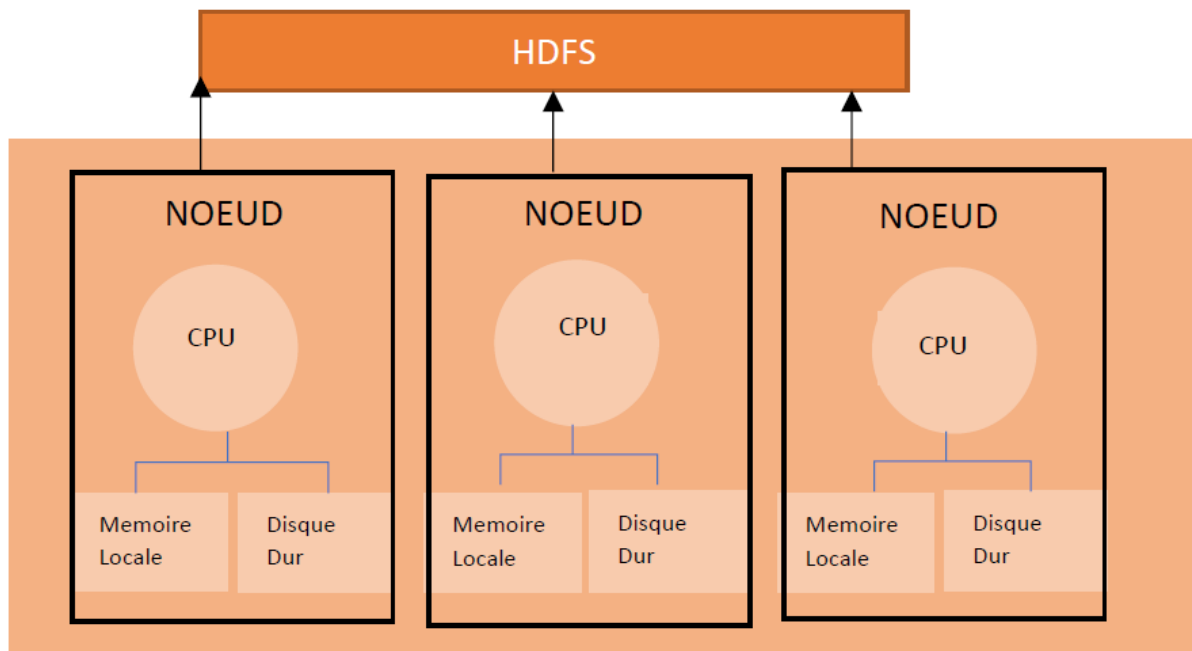 HDFS
NOEUD
NOEUD
NOEUD
CPU
CPU
CPU
Memoire
Locale
Disque
Dur
Memoire
Locale
Disque
Dur
Memoire
Locale
Disque
Dur